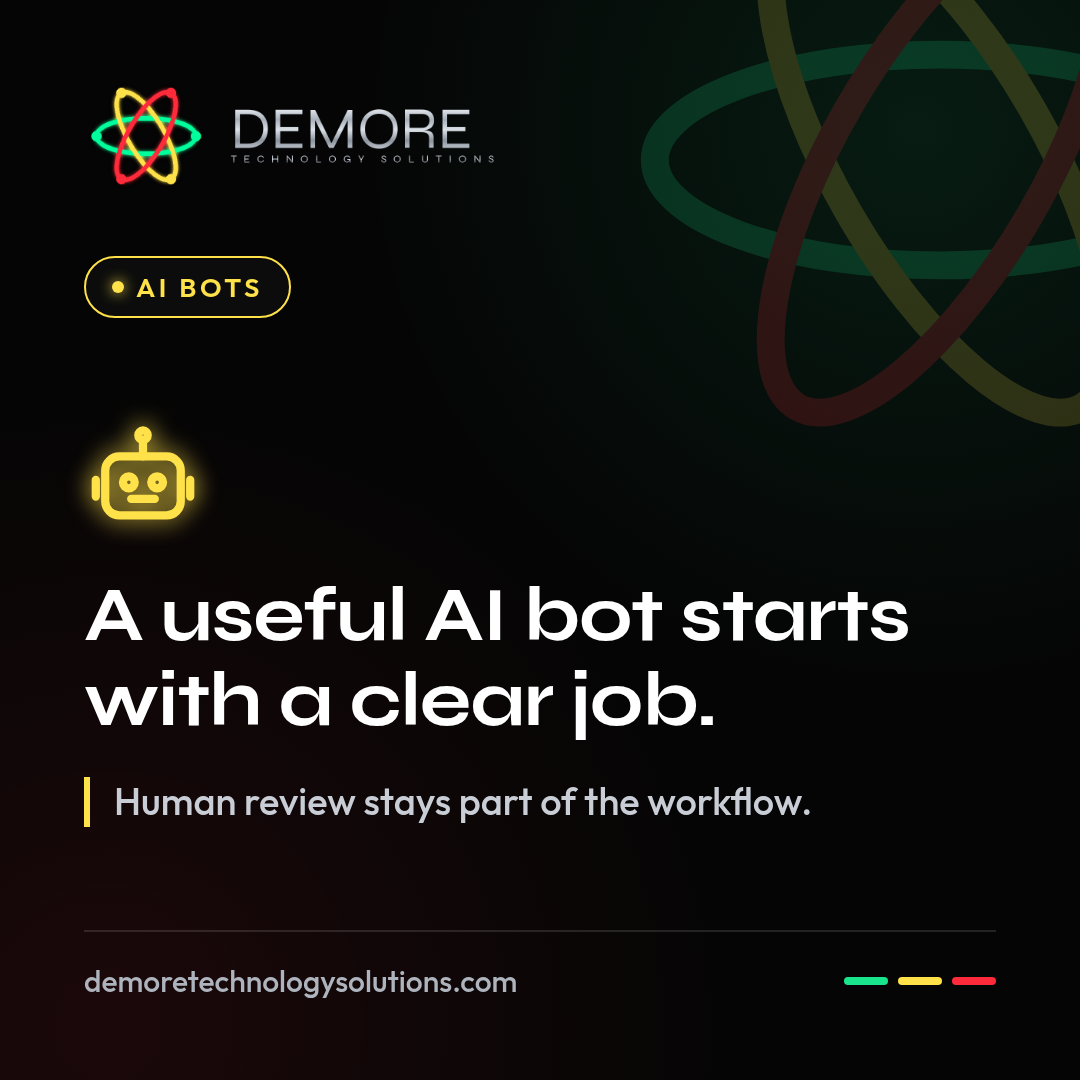 DEMORE
TECHNOLOGY SOLUTIONS
AI BOTS
A useful AI bot starts
with a clear job.
Human review stays part of the workflow.
demoretechnologysolutions.com